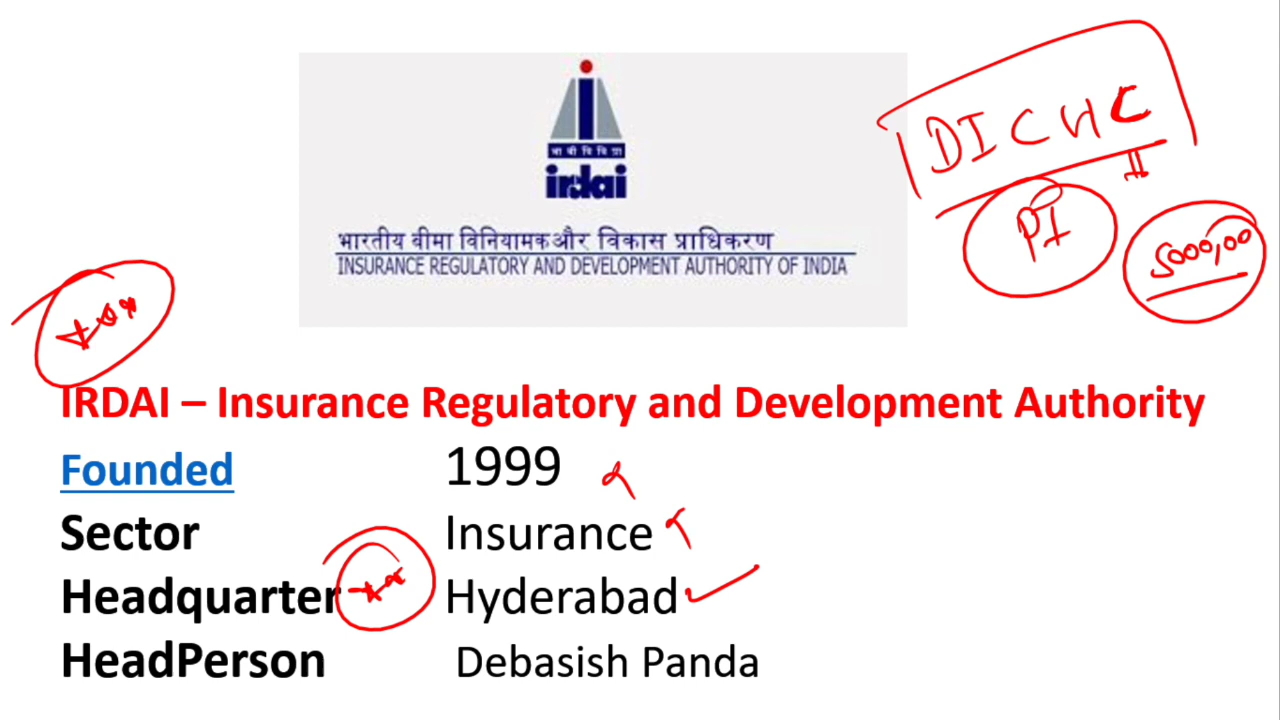 भा बी वि वि प्रा
irdai
भारतीय बीमा विनियामक और विकास प्राधिकरण
INSURANCE REGULATORY AND DEVELOPMENT AUTHORITY OF INDIA
DICHC
PI
5000,00
IRDAI – Insurance Regulatory and Development Authority
Founded 1999
Sector Insurance
Headquarter Hyderabad
HeadPerson Debasish Panda